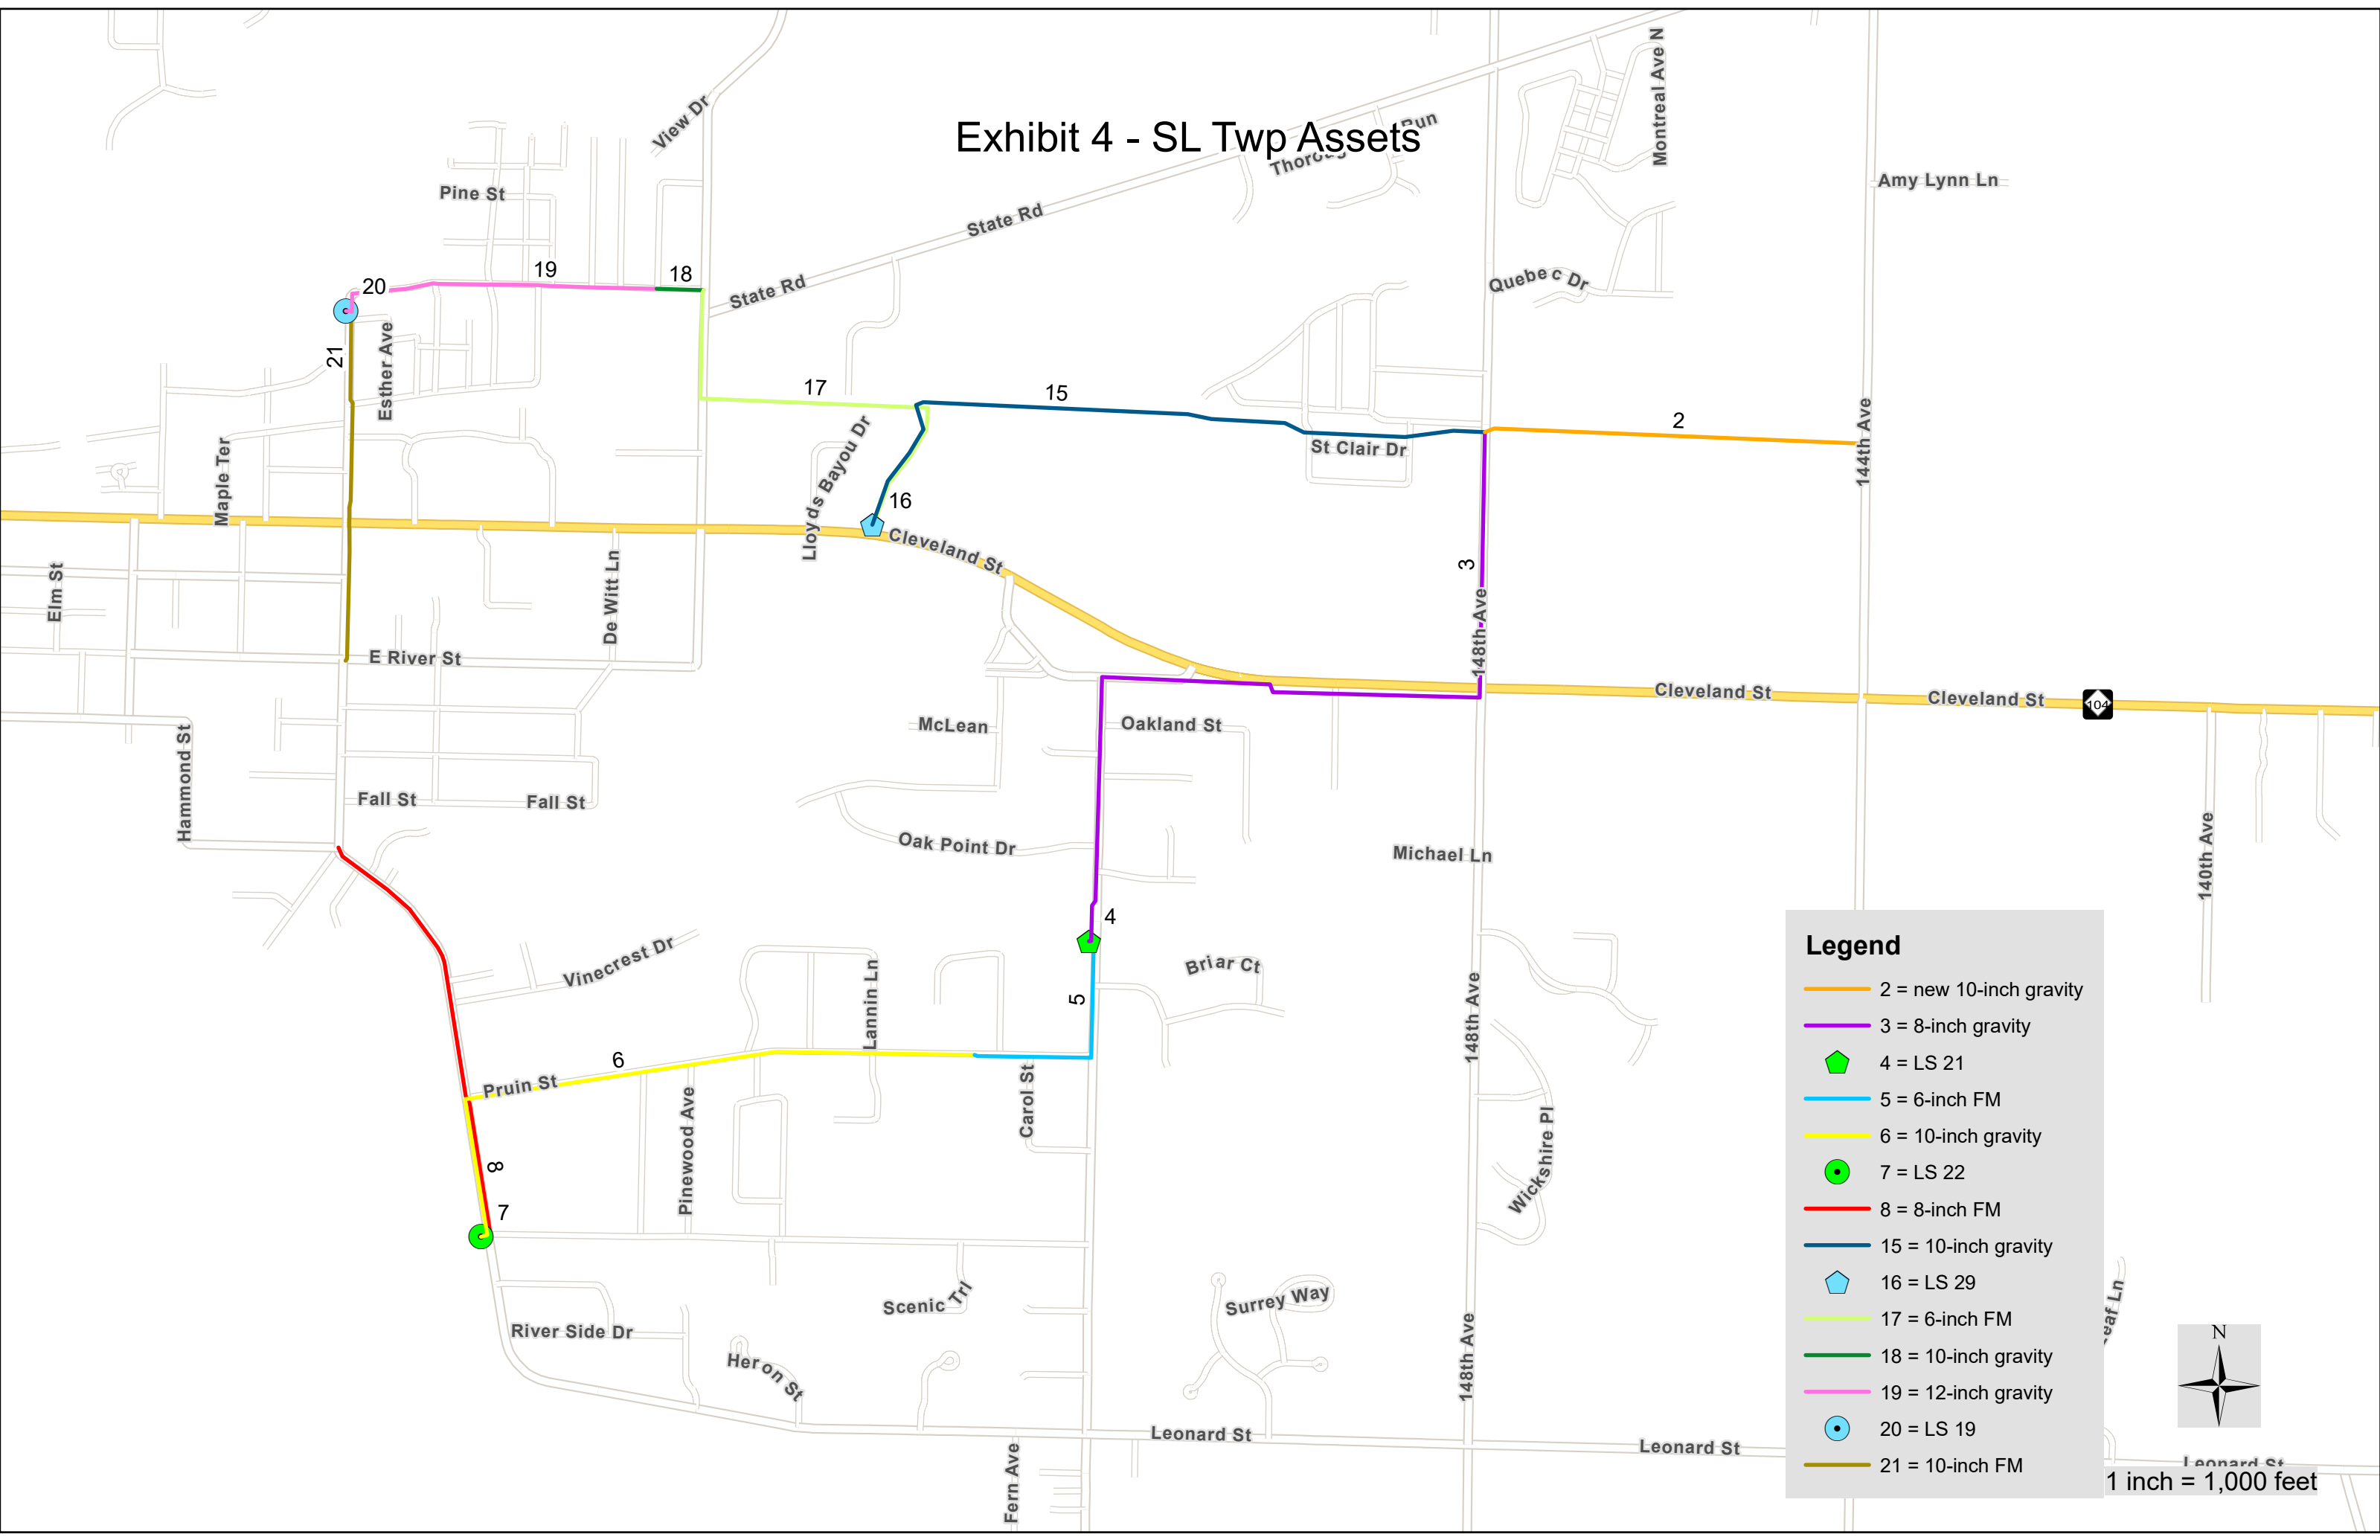 Exhibit 4 - SL Twp Assets
View Dr
Run
Montreal Ave N
Pine St
State Rd
Amy Lynn Ln
State Rd
Quebec Dr
20
19
18
21
Esther Ave
17
15
2
144th Ave
Maple Ter
Lloyds Bayou Dr
St Clair Dr
16
Cleveland St
3
Elm St
De Witt Ln
148th Ave
E River St
Cleveland St
Cleveland St
104
Hammond St
McLean
Oakland St
Fall St
Fall St
Oak Point Dr
Michael Ln
140th Ave
4
Vinecrest Dr
Lannin Ln
Briar Ct
5
148th Ave
6
Pruin St
Pinewood Ave
Carol St
Wickshire Pl
8
7
Scenic Trl
Surrey Way
River Side Dr
Heron St
148th Ave
Leonard St
Leonard St
Fern Ave
Legend
2 = new 10-inch gravity
3 = 8-inch gravity
4 = LS 21
5 = 6-inch FM
6 = 10-inch gravity
7 = LS 22
8 = 8-inch FM
15 = 10-inch gravity
16 = LS 29
17 = 6-inch FM
18 = 10-inch gravity
19 = 12-inch gravity
20 = LS 19
21 = 10-inch FM
Ln
N
Leonard St
1 inch = 1,000 feet